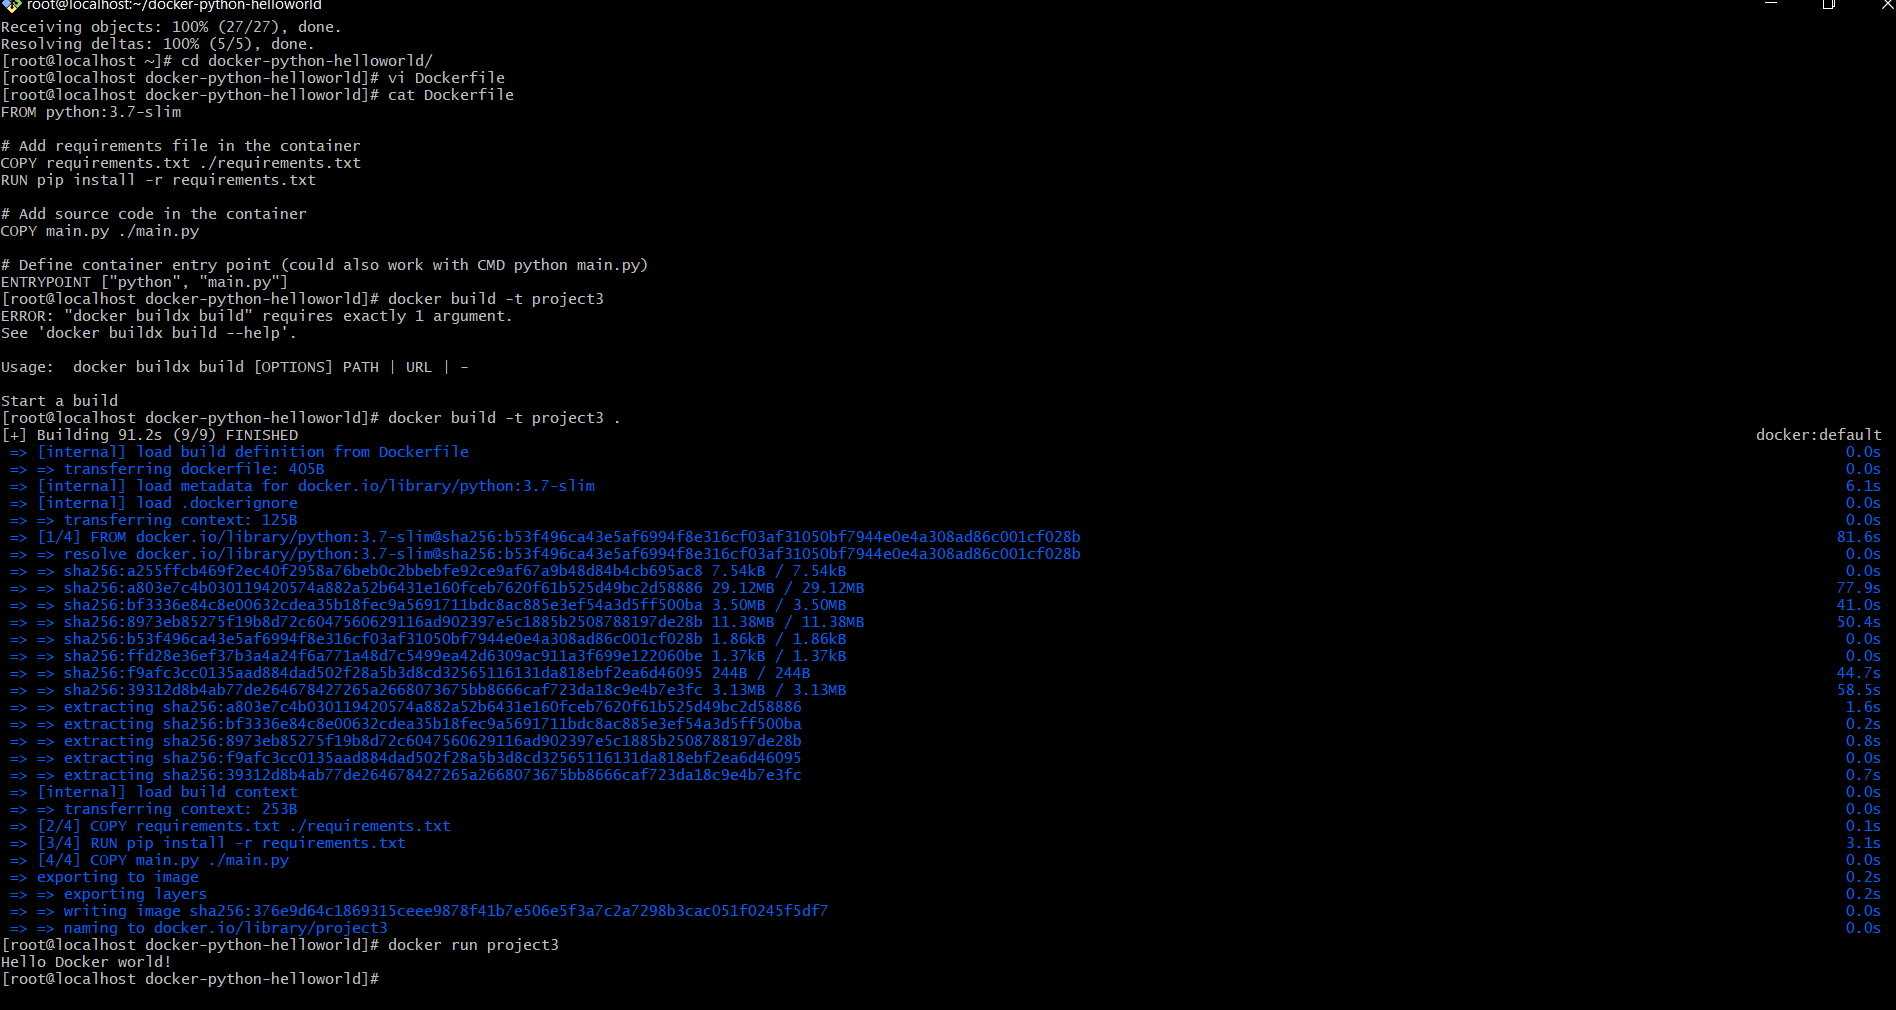 root@localhost:~/docker-python-helloworld
Receiving objects: 100% (27/27), done.
Resolving deltas: 100% (5/5), done.
[root@localhost ~]# cd docker-python-helloworld/
[root@localhost docker-python-helloworld]# vi Dockerfile
[root@localhost docker-python-helloworld]# cat Dockerfile
FROM python:3.7-slim
# Add requirements file in the container
COPY requirements.txt ./requirements.txt
RUN pip install -r requirements.txt
# Add source code in the container
COPY main.py ./main.py
# Define container entry point (could also work with CMD python main.py)
ENTRYPOINT ["python", "main.py"]
[root@localhost docker-python-helloworld]# docker build -t project3
ERROR: "docker buildx build" requires exactly 1 argument.
See 'docker buildx build --help'.
Usage:  docker buildx build [OPTIONS] PATH | URL | -
Start a build
[root@localhost docker-python-helloworld]# docker build -t project3 .
[+] Building 91.2s (9/9) FINISHED docker:default
=> [internal] load build definition from Dockerfile 0.0s
=> => transferring dockerfile: 405B 0.0s
=> [internal] load metadata for docker.io/library/python:3.7-slim 6.1s
=> [internal] load .dockerignore 0.0s
=> => transferring context: 125B 0.0s
=> [1/4] FROM docker.io/library/python:3.7-slim@sha256:b53f496ca43e5af6994f8e316cf03af31050bf7944e0e4a308ad86c001cf028b 81.6s
=> => resolve docker.io/library/python:3.7-slim@sha256:b53f496ca43e5af6994f8e316cf03af31050bf7944e0e4a308ad86c001cf028b 0.0s
=> => sha256:a255ffcb469f2ec40f2958a76beb0c2bbebfe92ce9af67a9b48d84b4cb695ac8 7.54kB / 7.54kB 0.0s
=> => sha256:a803e7c4b030119420574a882a52b6431e160fceb7620f61b525d49bc2d58886 29.12MB / 29.12MB 77.9s
=> => sha256:bf3336e84c8e00632cdea35b18fec9a5691711bdc8ac885e3ef54a3d5ff500ba 3.50MB / 3.50MB 41.0s
=> => sha256:8973eb85275f19b8d72c6047560629116ad902397e5c1885b2508788197de28b 11.38MB / 11.38MB 50.4s
=> => sha256:b53f496ca43e5af6994f8e316cf03af31050bf7944e0e4a308ad86c001cf028b 1.86kB / 1.86kB 0.0s
=> => sha256:ffd28e36ef37b3a4a24f6a771a48d7c5499ea42d6309ac911a3f699e122060be 1.37kB / 1.37kB 0.0s
=> => sha256:f9afc3cc0135aad884dad502f28a5b3d8cd32565116131da818ebf2ea6d46095 244B / 244B 44.7s
=> => sha256:39312d8b4ab77de264678427265a2668073675bb8666caf723da18c9e4b7e3fc 3.13MB / 3.13MB 58.5s
=> => extracting sha256:a803e7c4b030119420574a882a52b6431e160fceb7620f61b525d49bc2d58886 1.6s
=> => extracting sha256:bf3336e84c8e00632cdea35b18fec9a5691711bdc8ac885e3ef54a3d5ff500ba 0.2s
=> => extracting sha256:8973eb85275f19b8d72c6047560629116ad902397e5c1885b2508788197de28b 0.8s
=> => extracting sha256:f9afc3cc0135aad884dad502f28a5b3d8cd32565116131da818ebf2ea6d46095 0.0s
=> => extracting sha256:39312d8b4ab77de264678427265a2668073675bb8666caf723da18c9e4b7e3fc 0.7s
=> [internal] load build context 0.0s
=> => transferring context: 253B 0.0s
=> [2/4] COPY requirements.txt ./requirements.txt 0.1s
=> [3/4] RUN pip install -r requirements.txt 3.1s
=> [4/4] COPY main.py ./main.py 0.0s
=> exporting to image 0.2s
=> => exporting layers 0.2s
=> => writing image sha256:376e9d64c1869315ceee9878f41b7e506e5f3a7c2a7298b3cac051f0245f5df7 0.0s
=> => naming to docker.io/library/project3 0.0s
[root@localhost docker-python-helloworld]# docker run project3
Hello Docker world!
[root@localhost docker-python-helloworld]#